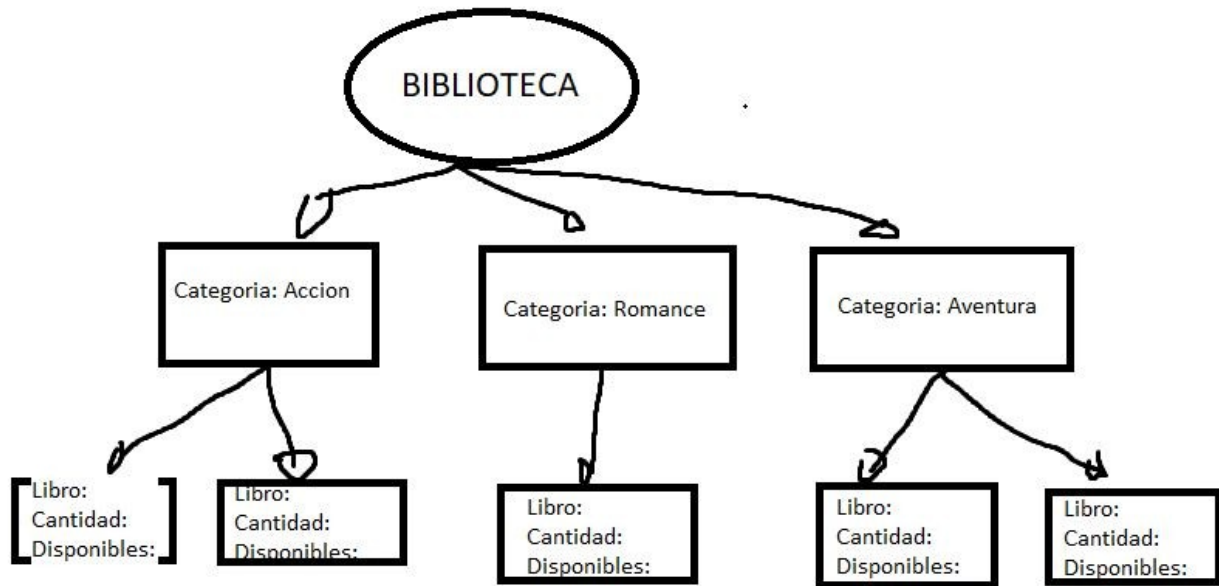 BIBLIOTECA
Categoria: Accion
Categoria: Romance
Categoria: Aventura
Libro:
Cantidad:
Disponibles:
Libro:
Cantidad:
Disponibles:
Libro:
Cantidad:
Disponibles:
Libro:
Cantidad:
Disponibles:
Libro:
Cantidad:
Disponibles: